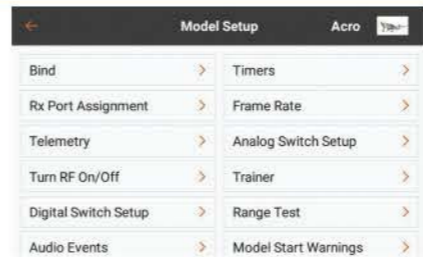 Model Setup Acro
Bind
Timers
Rx Port Assignment
Frame Rate
Telemetry
Analog Switch Setup
Turn RF On/Off
Trainer
Digital Switch Setup
Range Test
Audio Events
Model Start Warnings